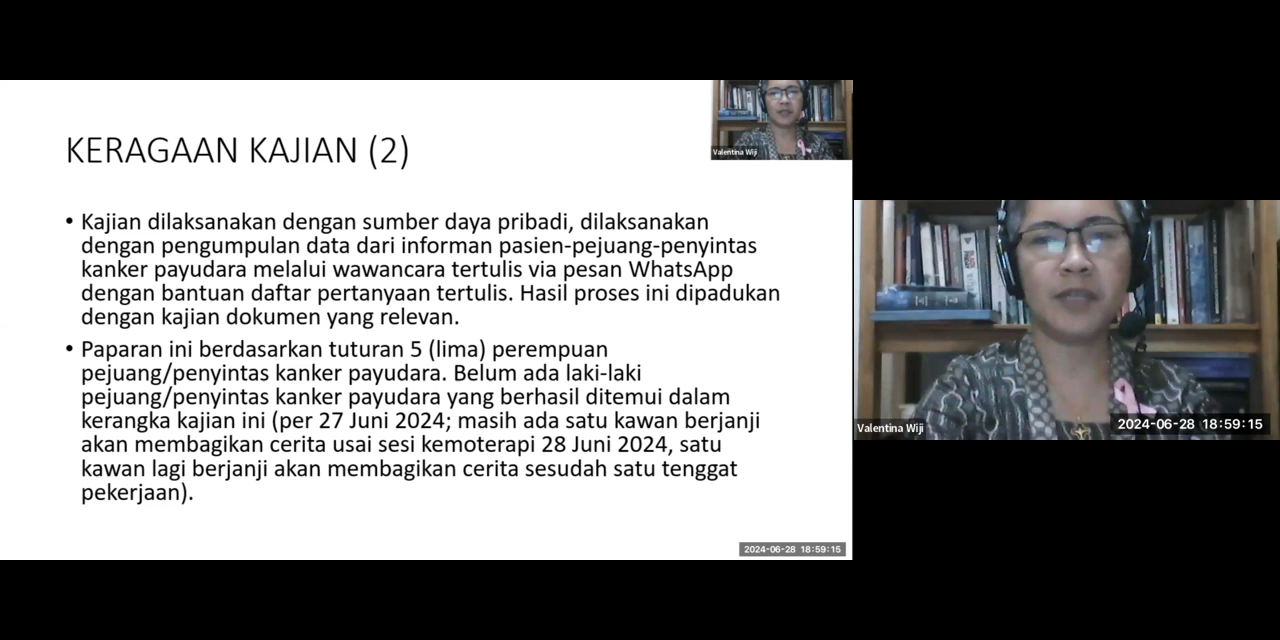 KERAGAAN KAJIAN (2)
Valentina Wiji
• Kajian dilaksanakan dengan sumber daya pribadi, dilaksanakan
dengan pengumpulan data dari informan pasien-pejuang-penyintas
kanker payudara melalui wawancara tertulis via pesan WhatsApp
dengan bantuan daftar pertanyaan tertulis. Hasil proses ini dipadukan
dengan kajian dokumen yang relevan.
• Paparan ini berdasarkan tuturan 5 (lima) perempuan
pejuang/penyintas kanker payudara. Belum ada laki-laki
pejuang/penyintas kanker payudara yang berhasil ditemui dalam
kerangka kajian ini (per 27 Juni 2024; masih ada satu kawan berjanji
akan membagikan cerita usai sesi kemoterapi 28 Juni 2024, satu
kawan lagi berjanji akan membagikan cerita sesudah satu tenggat
pekerjaan).
2024-06-28 18:59:15
Valentina Wiji
2024-06-28 18:59:15